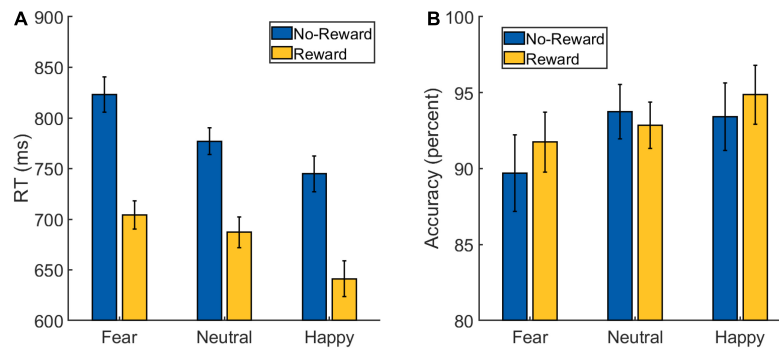 A
RT (ms)
900
850
800
750
700
650
600
No-Reward
Reward
Fear Neutral Happy
B
Accuracy (percent)
100
95
90
85
80
No-Reward
Reward
Fear Neutral Happy